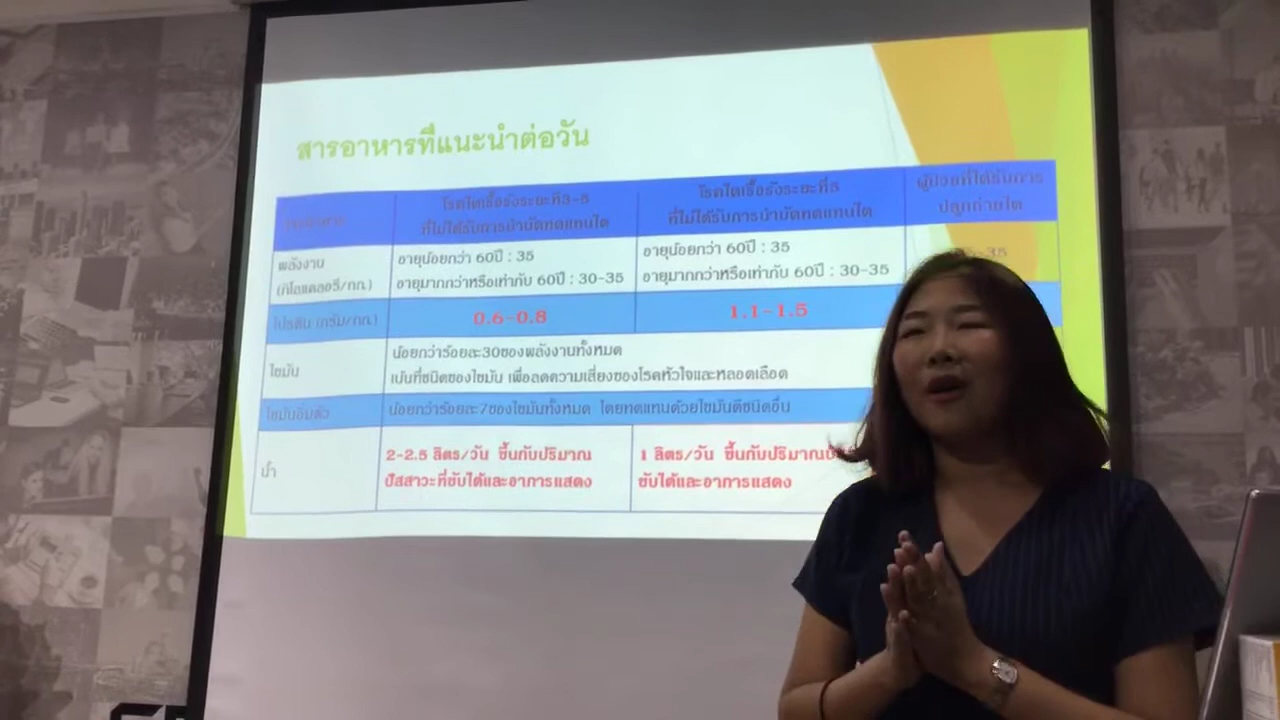 สารอาหารที่แนะนำต่อวัน
โรคไตเรื้อรังระยะที่3-5
ที่ไม่ได้รับการบำบัดทดแทนไต
โรคไตเรื้อรังระยะที่5
ที่ไม่ได้รับการบำบัดทดแทนไต
ผู้ป่วยที่ได้รับการ
ปลูกถ่ายไต
พลังงาน
(กิโลแคลอรี่/กก.)
อายุน้อยกว่า 60ปี : 35
อายุมากกว่าหรือเท่ากับ 60ปี : 30-35
อายุน้อยกว่า 60ปี : 35
อายุมากกว่าหรือเท่ากับ 60ปี : 30-35
โปรตีน (กรัม/กก.)
0.6-0.8
1.1-1.5
ไขมัน
น้อยกว่าร้อยละ30ของพลังงานทั้งหมด
เน้นที่ชนิดของไขมัน เพื่อลดความเสี่ยงของโรคหัวใจและหลอดเลือด
ไขมันอิ่มตัว
น้อยกว่าร้อยละ7ของไขมันทั้งหมด โดยทดแทนด้วยไขมันดีชนิดอื่น
น้ำ
2-2.5 ลิตร/วัน ขึ้นกับปริมาณ
ปัสสาวะที่ขับได้และอาการแสดง
1 ลิตร/วัน ขึ้นกับปริมาณ
ขับได้และอาการแสดง